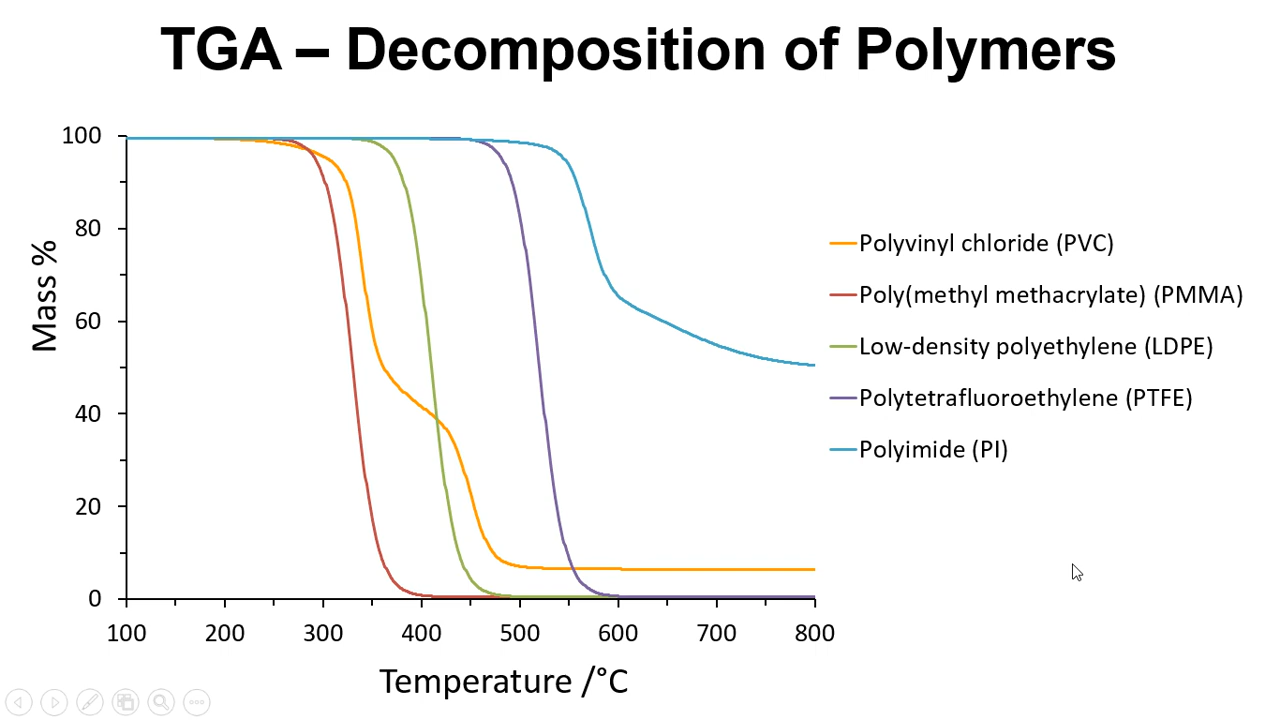 TGA – Decomposition of Polymers
100
80
60
40
20
0
Mass %
100 200 300 400 500 600 700 800
Temperature /°C
Polyvinyl chloride (PVC)
Poly(methyl methacrylate) (PMMA)
Low-density polyethylene (LDPE)
Polytetrafluoroethylene (PTFE)
Polyimide (PI)